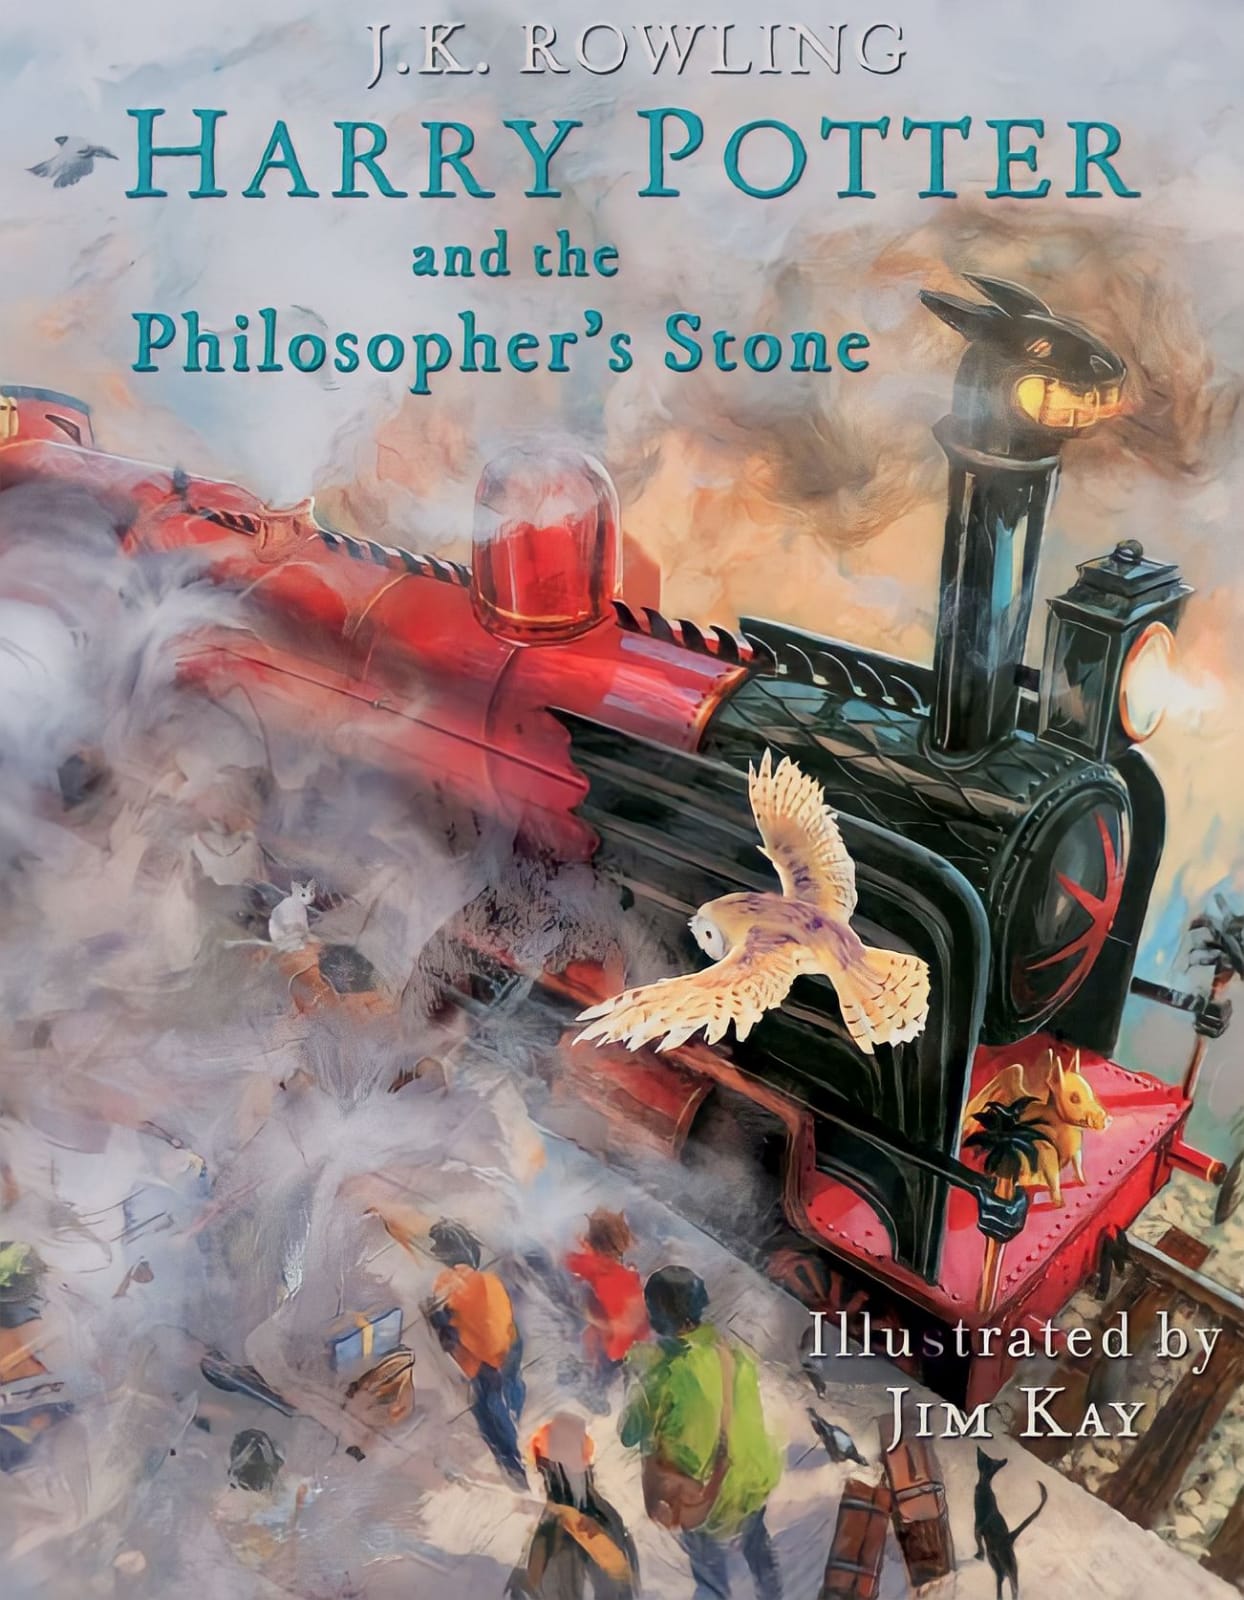 J.K. ROWLING
HARRY POTTER
and the
Philosopher's Stone
Illustrated by
JIM KAY